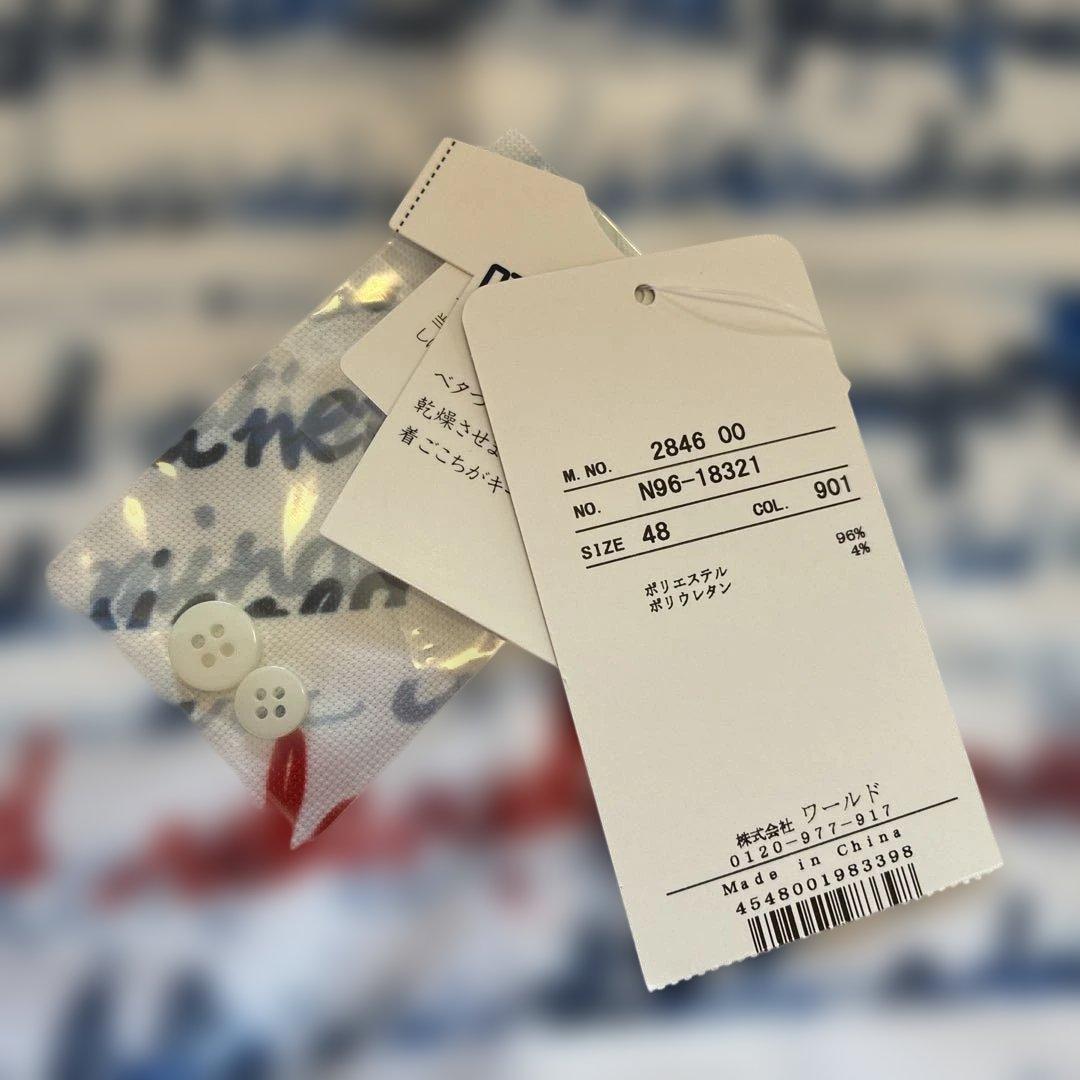 ベタつ
乾燥させ
着ごこちがキ
M. NO. 2846 00
NO. N96-18321
SIZE 48 COL. 901
ポリエステル 96%
ポリウレタン 4%
株式会社 ワールド
0120-977-917
Made in China
4548001983398